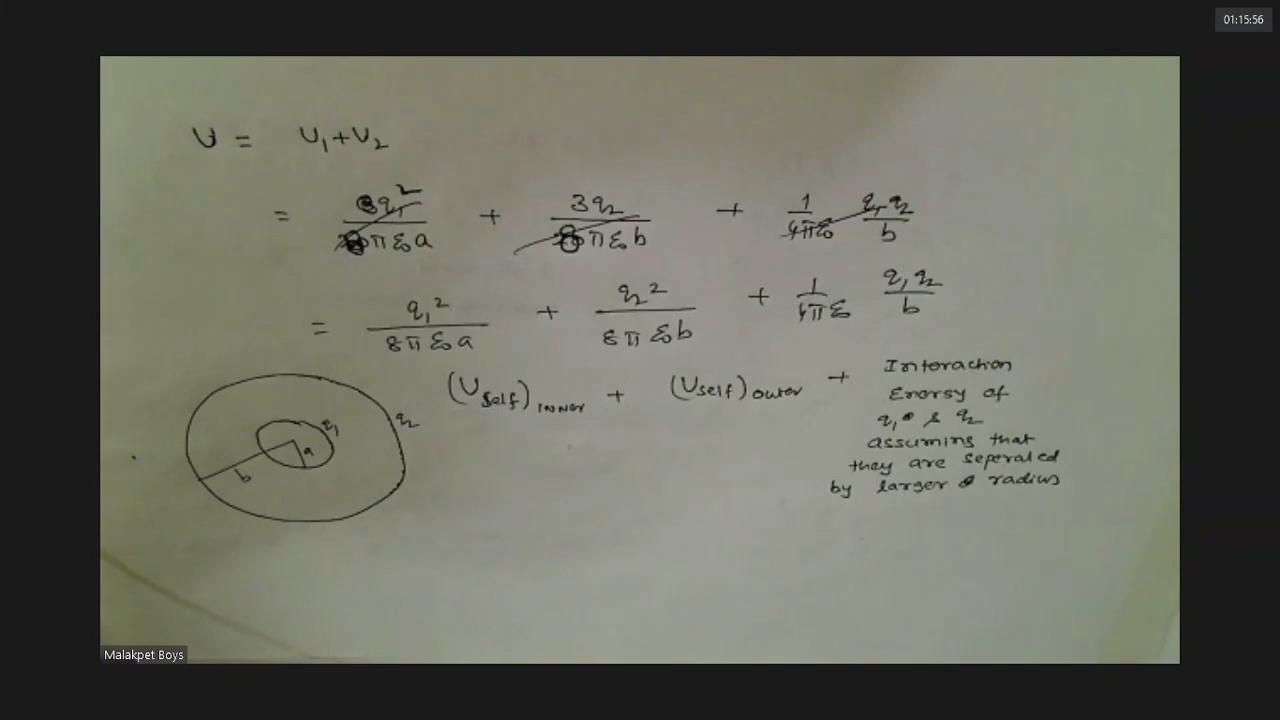 01:15:56
U = U₁+U₂
= 3q₁² / 8πε₀a + 3q₂ / 8πε₀b + 1/4πε₀ q₁q₂/b
= q₁² / 8πε₀a + q₂² / 8πε₀b + 1/4πε₀ q₁q₂/b
(Uself)inner + (Uself)outer + Interaction
Energy of
q₁ & q₂
assuming that
they are seperated
by larger radius
q₁
q₂
a
b
Malakpet Boys